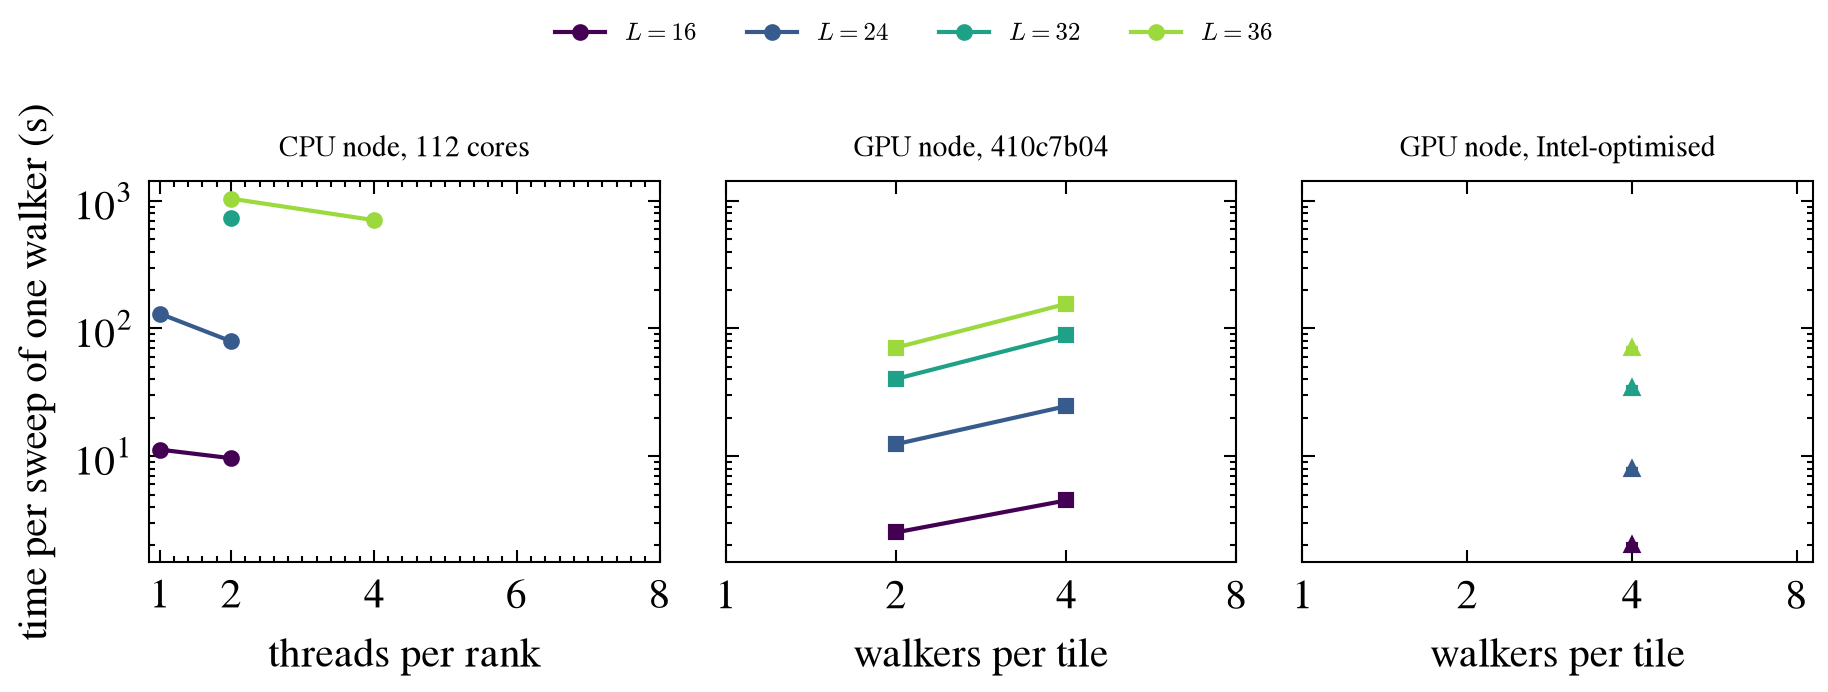 L = 16 L = 24 L = 32 L = 36
time per sweep of one walker (s)
CPU node, 112 cores
10³
10²
10¹
1 2 4 6 8
threads per rank
GPU node, 410c7b04
1 2 4 8
walkers per tile
GPU node, Intel-optimised
1 2 4 8
walkers per tile